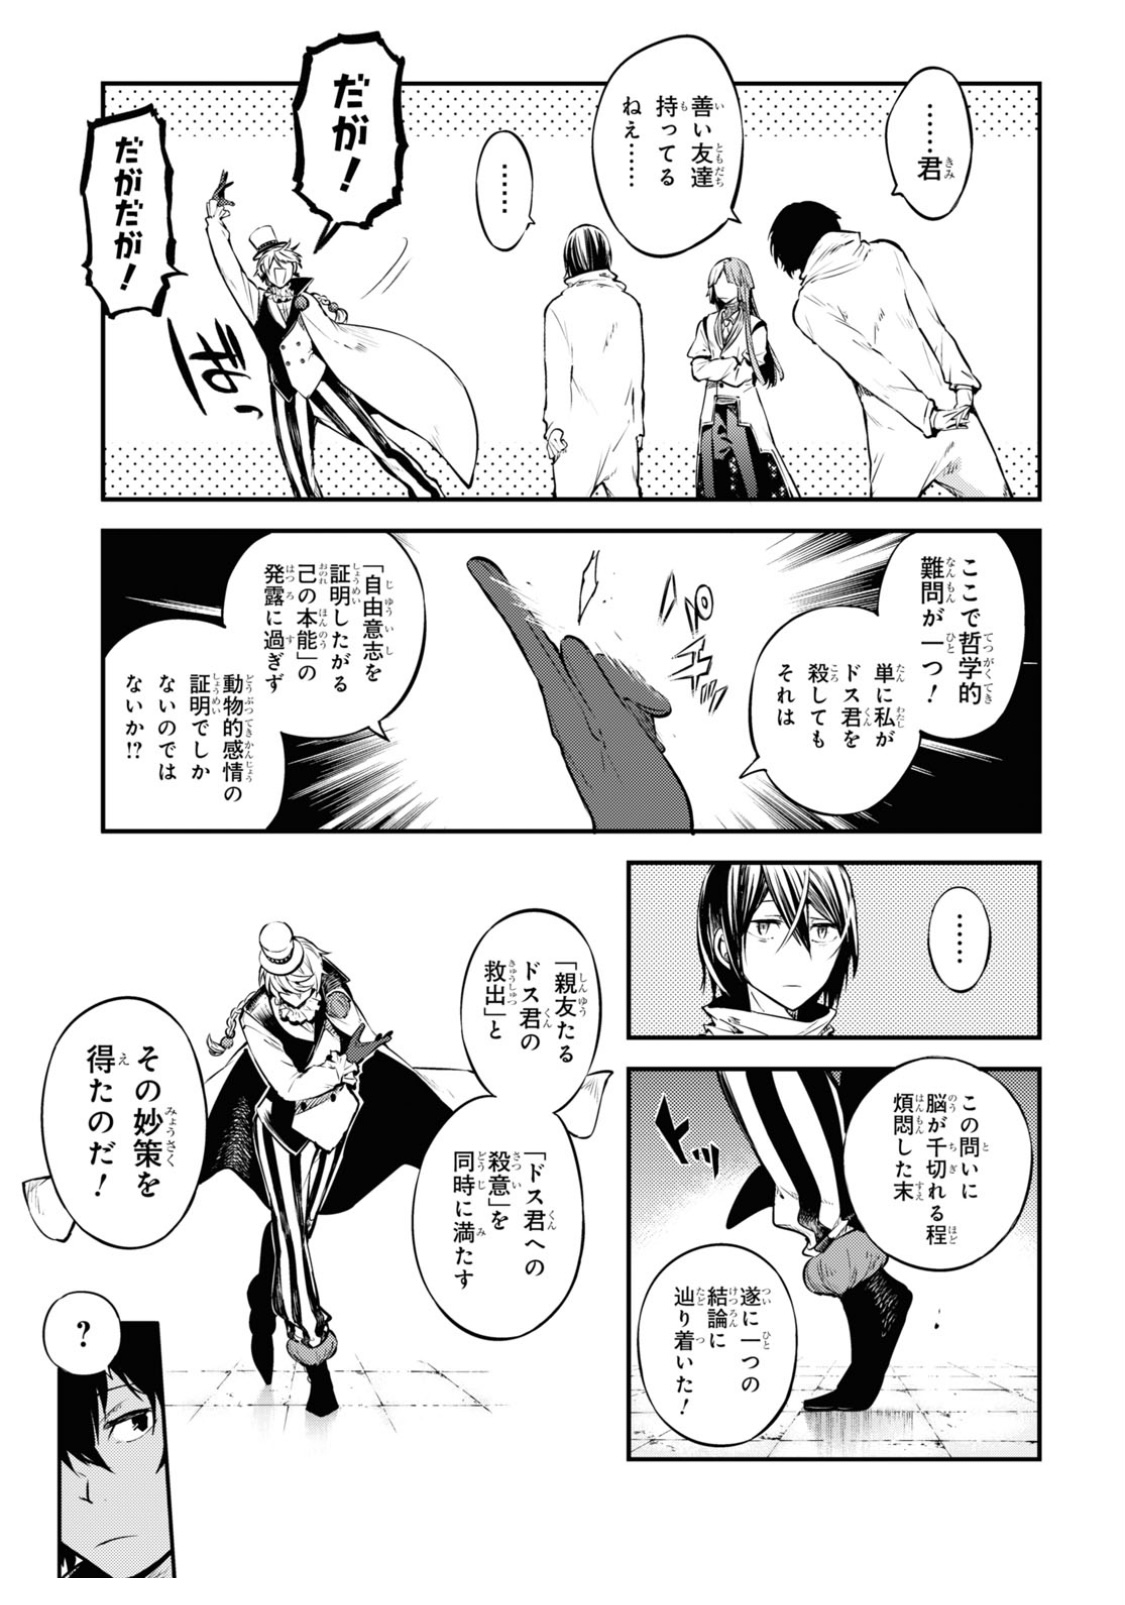 ……君
善い友達
持ってる
ねえ……
……
だが！
だがだが！
ばっ
ここで哲学的
難問が一つ！
単に私が
ドス君を
殺しても
それは
「自由意志を
証明したがる
己の本能」の
発露に過ぎず
動物的感情の
証明でしか
ないのでは
ないか!?
……
この問いに
脳が千切れる程
煩悶した末
遂に一つの
結論に
辿り着いた！
「親友たる
ドス君の
救出」と
「ドス君への
殺意」を
同時に満たす
その妙策を
得たのだ！
？